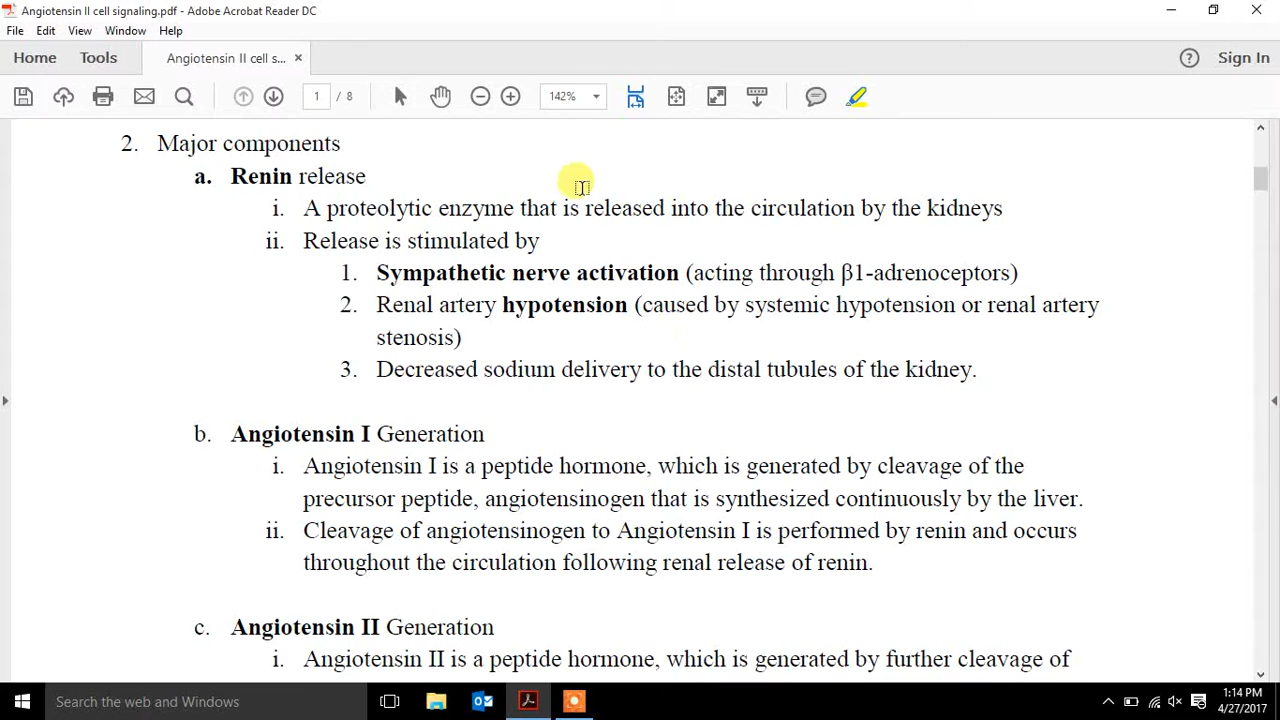 Angiotensin II cell signaling.pdf - Adobe Acrobat Reader DC
File Edit View Window Help
Home Tools Angiotensin II cell s... × Sign In
1 / 8 142%
2. Major components
a. Renin release
i. A proteolytic enzyme that is released into the circulation by the kidneys
ii. Release is stimulated by
1. Sympathetic nerve activation (acting through β1-adrenoceptors)
2. Renal artery hypotension (caused by systemic hypotension or renal artery
stenosis)
3. Decreased sodium delivery to the distal tubules of the kidney.
b. Angiotensin I Generation
i. Angiotensin I is a peptide hormone, which is generated by cleavage of the
precursor peptide, angiotensinogen that is synthesized continuously by the liver.
ii. Cleavage of angiotensinogen to Angiotensin I is performed by renin and occurs
throughout the circulation following renal release of renin.
c. Angiotensin II Generation
i. Angiotensin II is a peptide hormone, which is generated by further cleavage of
Search the web and Windows
1:14 PM
4/27/2017